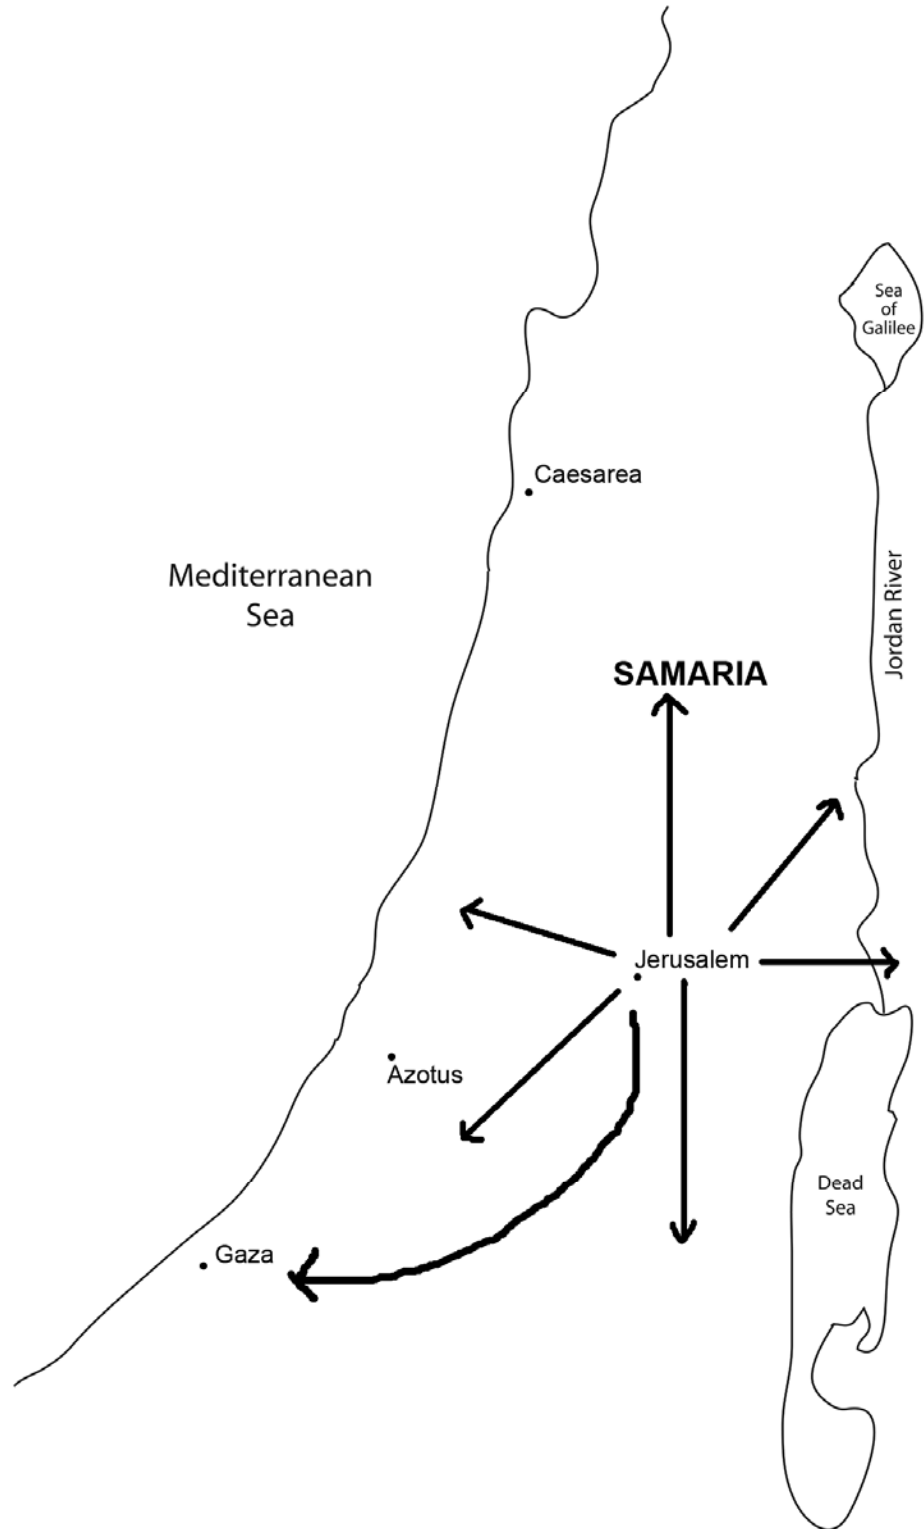 Sea
of
Galilee
Caesarea
Mediterranean
Sea
Jordan River
SAMARIA
Jerusalem
Azotus
Dead
Sea
Gaza